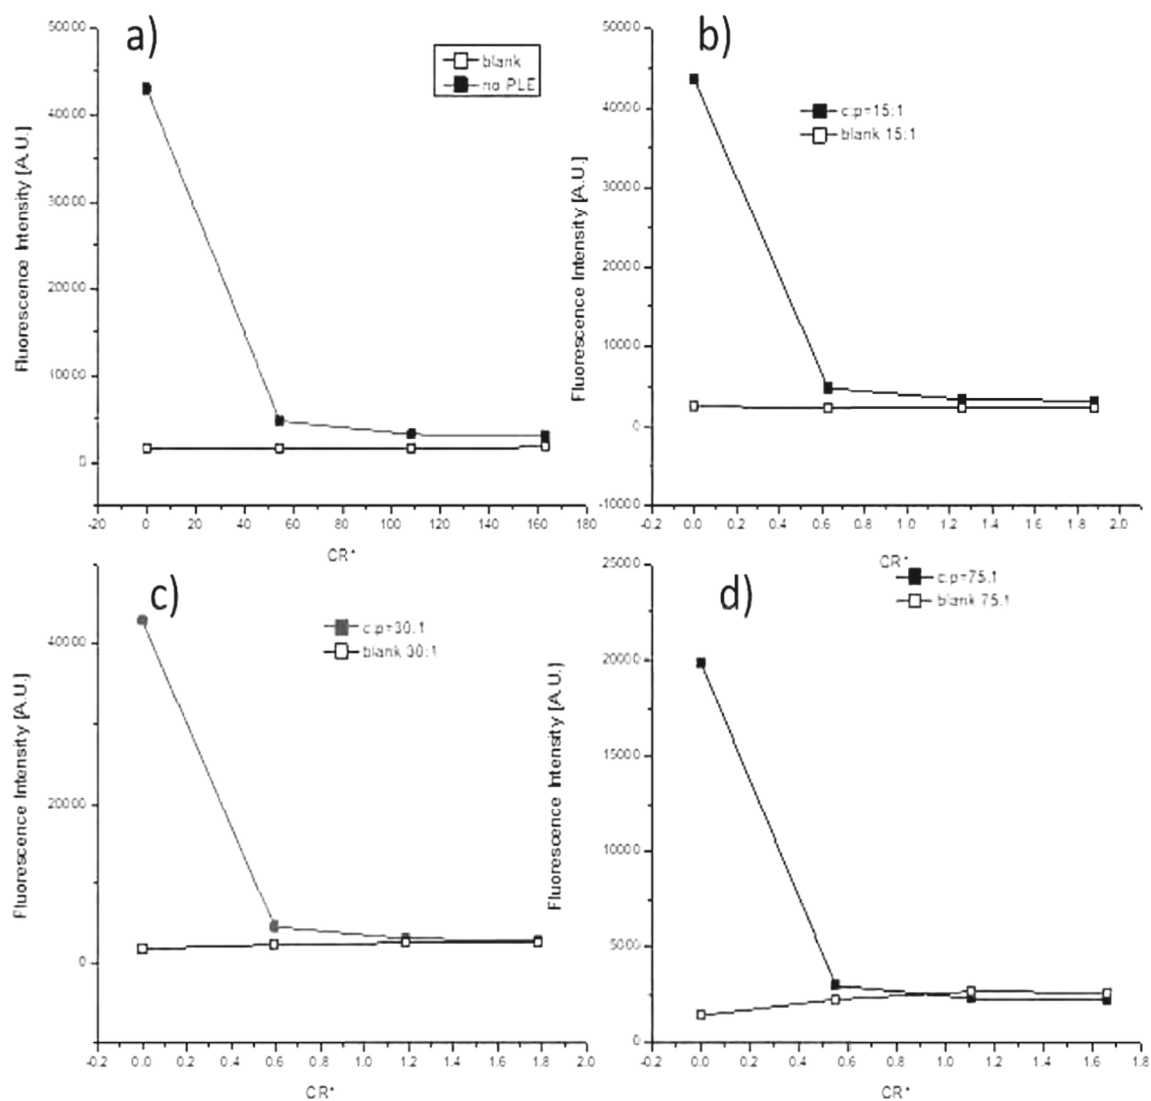 a)
50000
40000
30000
20000
10000
0
Fluorescence Intensity [A.U.]
blank
no PLE
-20 0 20 40 60 80 100 120 140 160 180
CR*
b)
50000
40000
30000
20000
10000
0
-10000
Fluorescence Intensity [A.U.]
c:p=15:1
blank 15:1
-0.2 0.0 0.2 0.4 0.6 0.8 1.0 1.2 1.4 1.6 1.8 2.0
CR*
c)
40000
20000
0
Fluorescence Intensity [A.U.]
c:p=30:1
blank 30:1
-0.2 0.0 0.2 0.4 0.6 0.8 1.0 1.2 1.4 1.6 1.8 2.0
CR*
d)
25000
20000
15000
10000
5000
0
Fluorescence Intensity [A.U.]
c:p=75:1
blank 75:1
-0.2 0.0 0.2 0.4 0.6 0.8 1.0 1.2 1.4 1.6 1.8
CR*